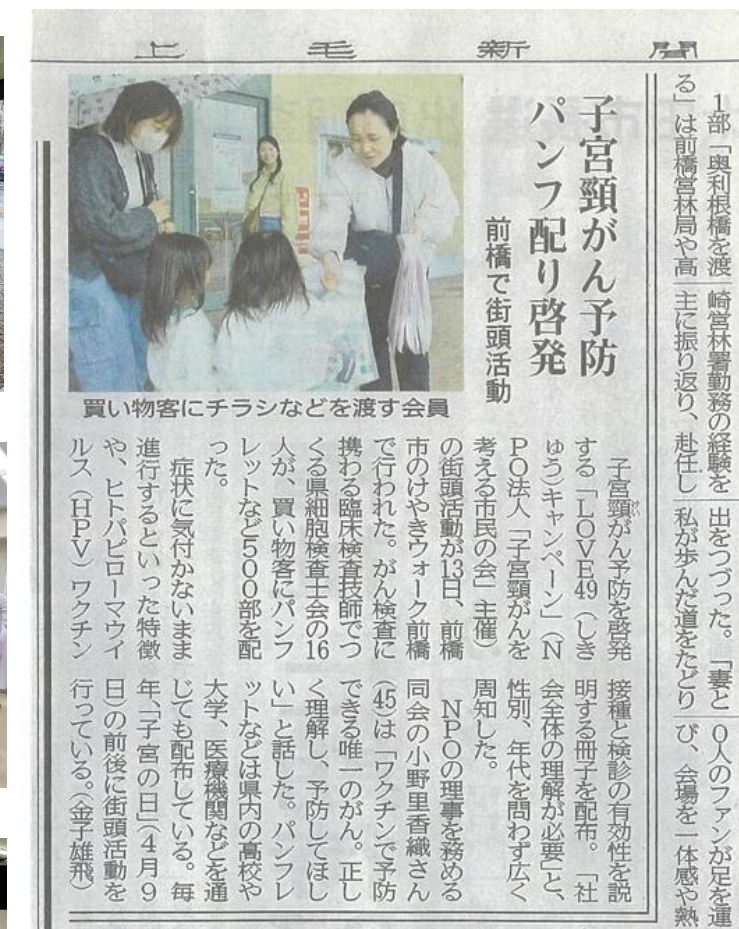 上毛新聞
子宮頸がん予防
パンフ配り啓発
前橋で街頭活動
買い物客にチラシなどを渡す会員
子宮頸がん予防を啓発
けい
する「LOVE49(しき
ゅう)キャンペーン」(N
PO法人「子宮頸がんを
考える市民の会」主催)
の街頭活動が13日、前橋
市のけやきウォーク前橋
で行われた。がん検査に
携わる臨床検査技師でつ
くる県細胞検査士会の16
人が、買い物客にパンフ
レットなど500部を配
った。
症状に気付かないまま
進行するといった特徴
や、ヒトパピローマウイ
ルス(HPV)ワクチン
接種と検診の有効性を説
明する冊子を配布。「社
会全体の理解が必要」と、
性別、年代を問わず広く
周知した。
NPOの理事を務める
同会の小野里香織さん
(45)は「ワクチンで予防
できる唯一のがん。正し
く理解し、予防してほし
い」と話した。パンフレ
ットなどは県内の高校や
大学、医療機関などを通
じても配布している。毎
年、「子宮の日」(4月9
日)の前後に街頭活動を
行っている。(金子雄飛)
1部「奥利根橋を渡
る」は前橋営林局や高
崎営林署勤務の経験を
主に振り返り、赴任し
出をつづった。「妻と
私が歩んだ道をたどり
0人のファンが足を運
び、会場を一体感や熱